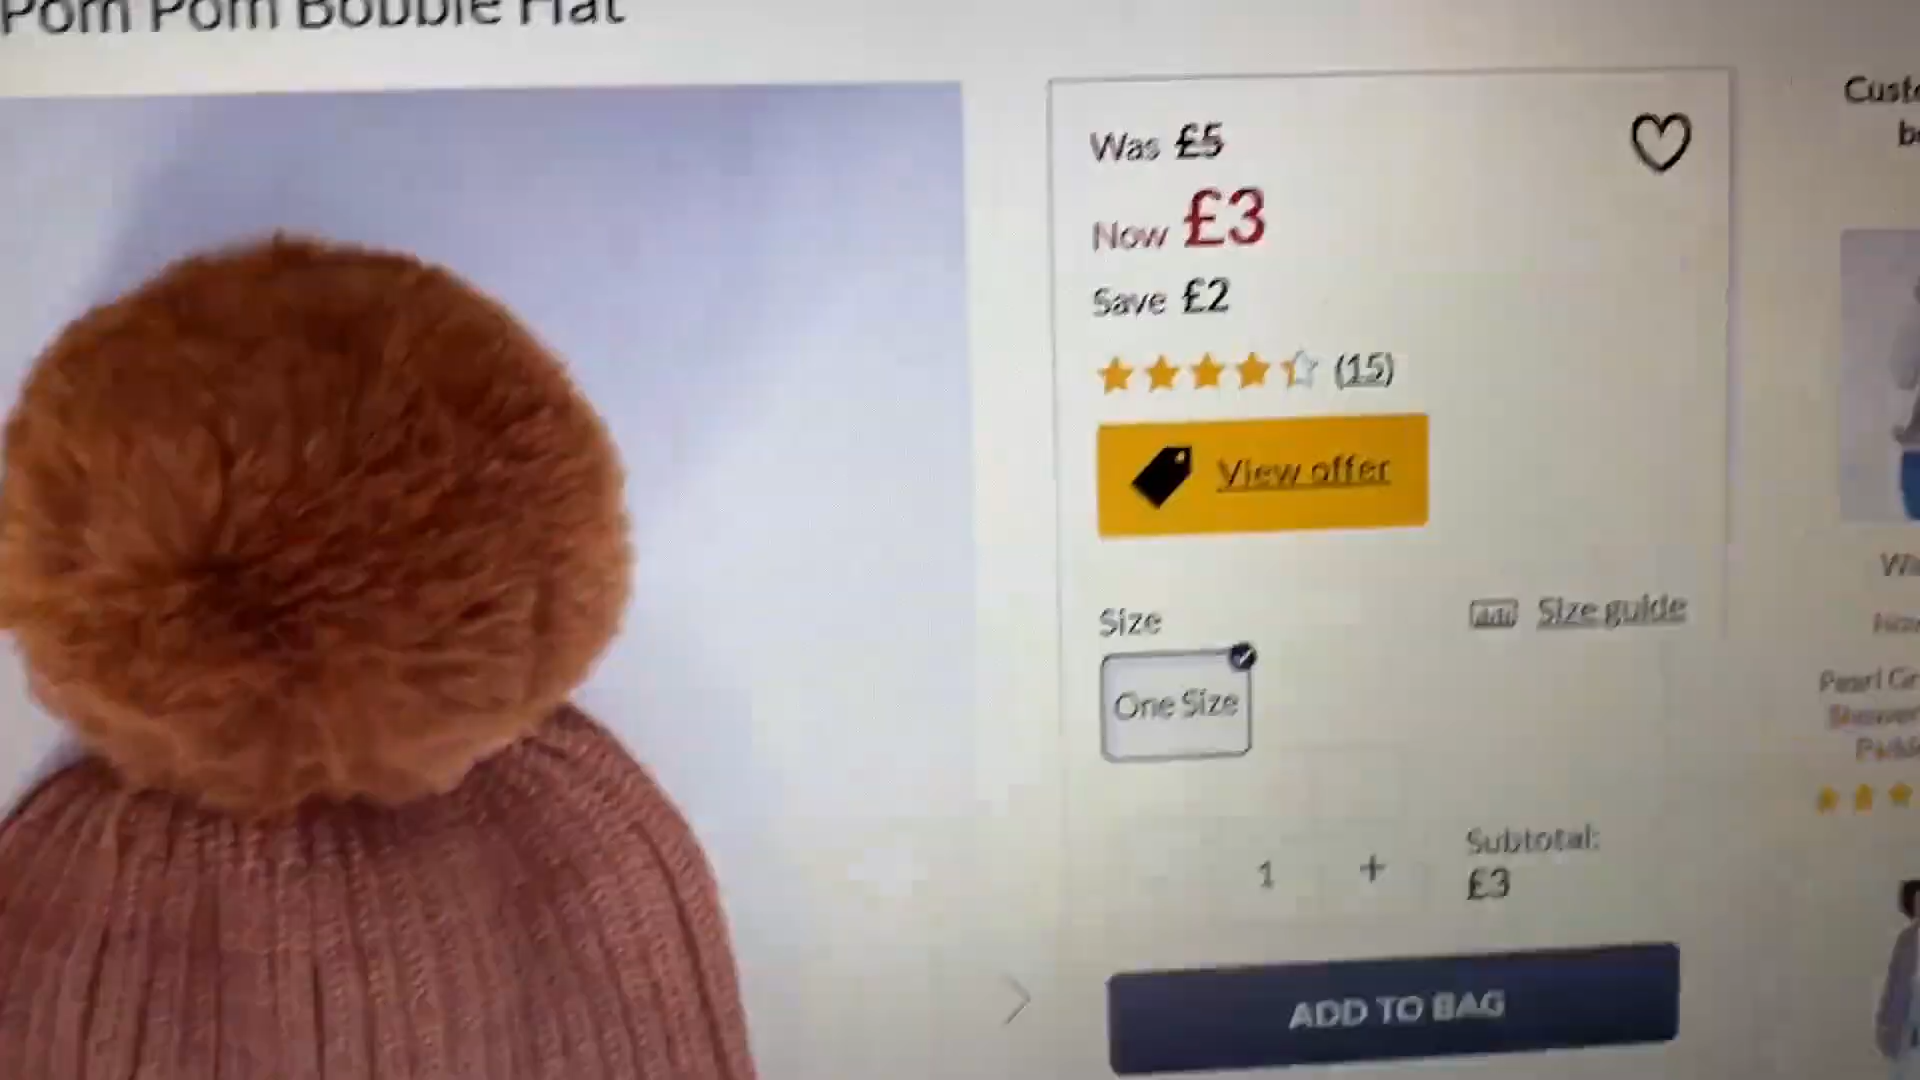 Pom Pom Bobble Hat
Was £5
Now £3
Save £2
(15)
View offer
Size
Size guide
One Size
1 +
Subtotal:
£3
ADD TO BAG
Pearl